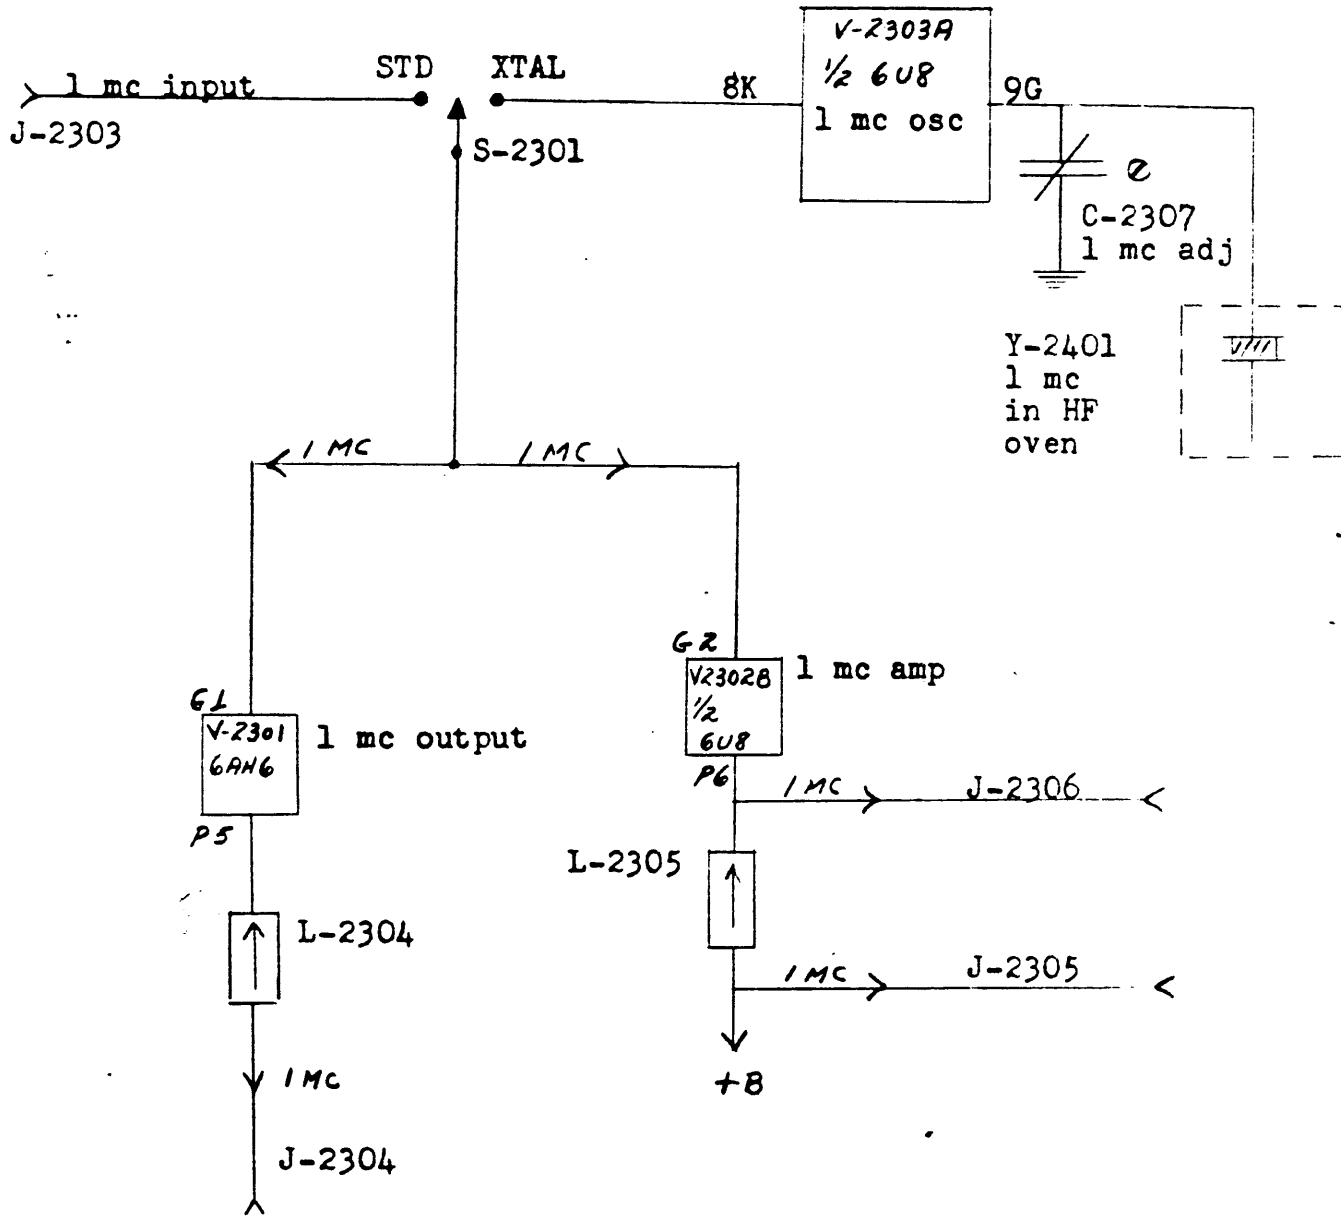 V-2303A
½ 6U8
1 mc osc
STD XTAL
1 mc input
8K
9G
J-2303
S-2301
e
C-2307
1 mc adj
Y-2401
1 mc
in HF
oven
1 MC
1 MC
G2
V2302B
1/2
6U8
1 mc amp
G1
V-2301
6AH6
1 mc output
P6
1 MC
J-2306
P5
L-2305
L-2304
1 MC
J-2305
+B
1 MC
J-2304